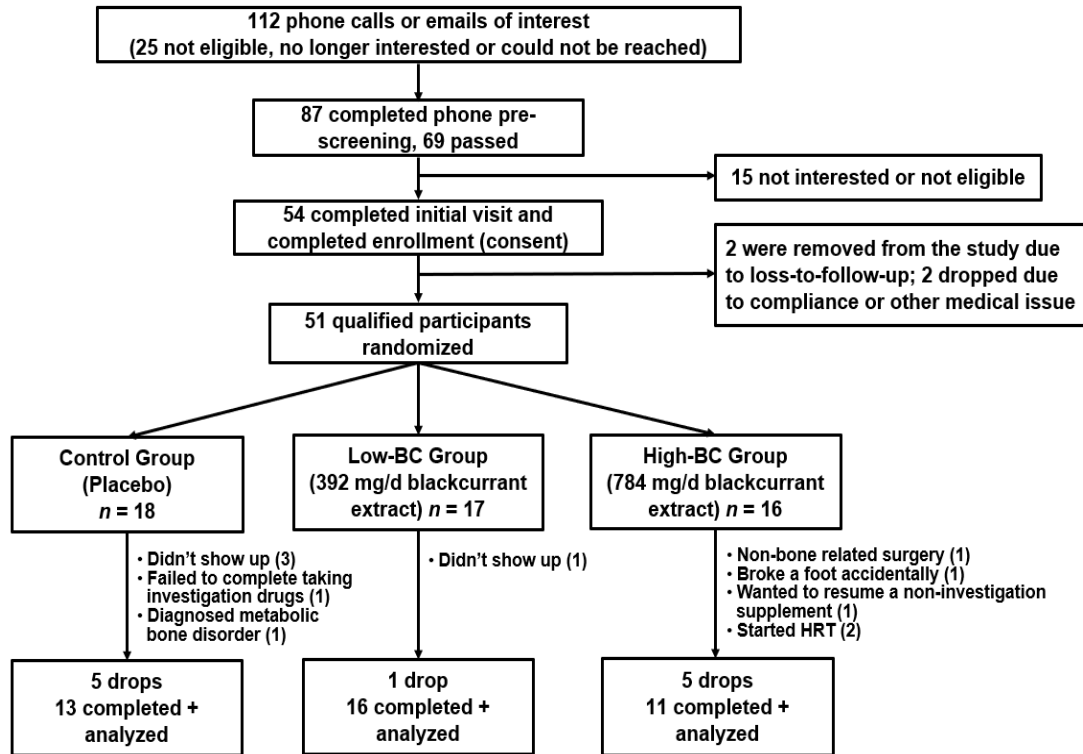 112 phone calls or emails of interest
(25 not eligible, no longer interested or could not be reached)
87 completed phone pre-
screening, 69 passed
15 not interested or not eligible
54 completed initial visit and
completed enrollment (consent)
2 were removed from the study due
to loss-to-follow-up; 2 dropped due
to compliance or other medical issue
51 qualified participants
randomized
Control Group
(Placebo)
n = 18
Low-BC Group
(392 mg/d blackcurrant
extract) n = 17
High-BC Group
(784 mg/d blackcurrant
extract) n = 16
• Didn't show up (3)
• Failed to complete taking
investigation drugs (1)
• Diagnosed metabolic
bone disorder (1)
• Didn't show up (1)
• Non-bone related surgery (1)
• Broke a foot accidentally (1)
• Wanted to resume a non-investigation
supplement (1)
• Started HRT (2)
5 drops
13 completed +
analyzed
1 drop
16 completed +
analyzed
5 drops
11 completed +
analyzed